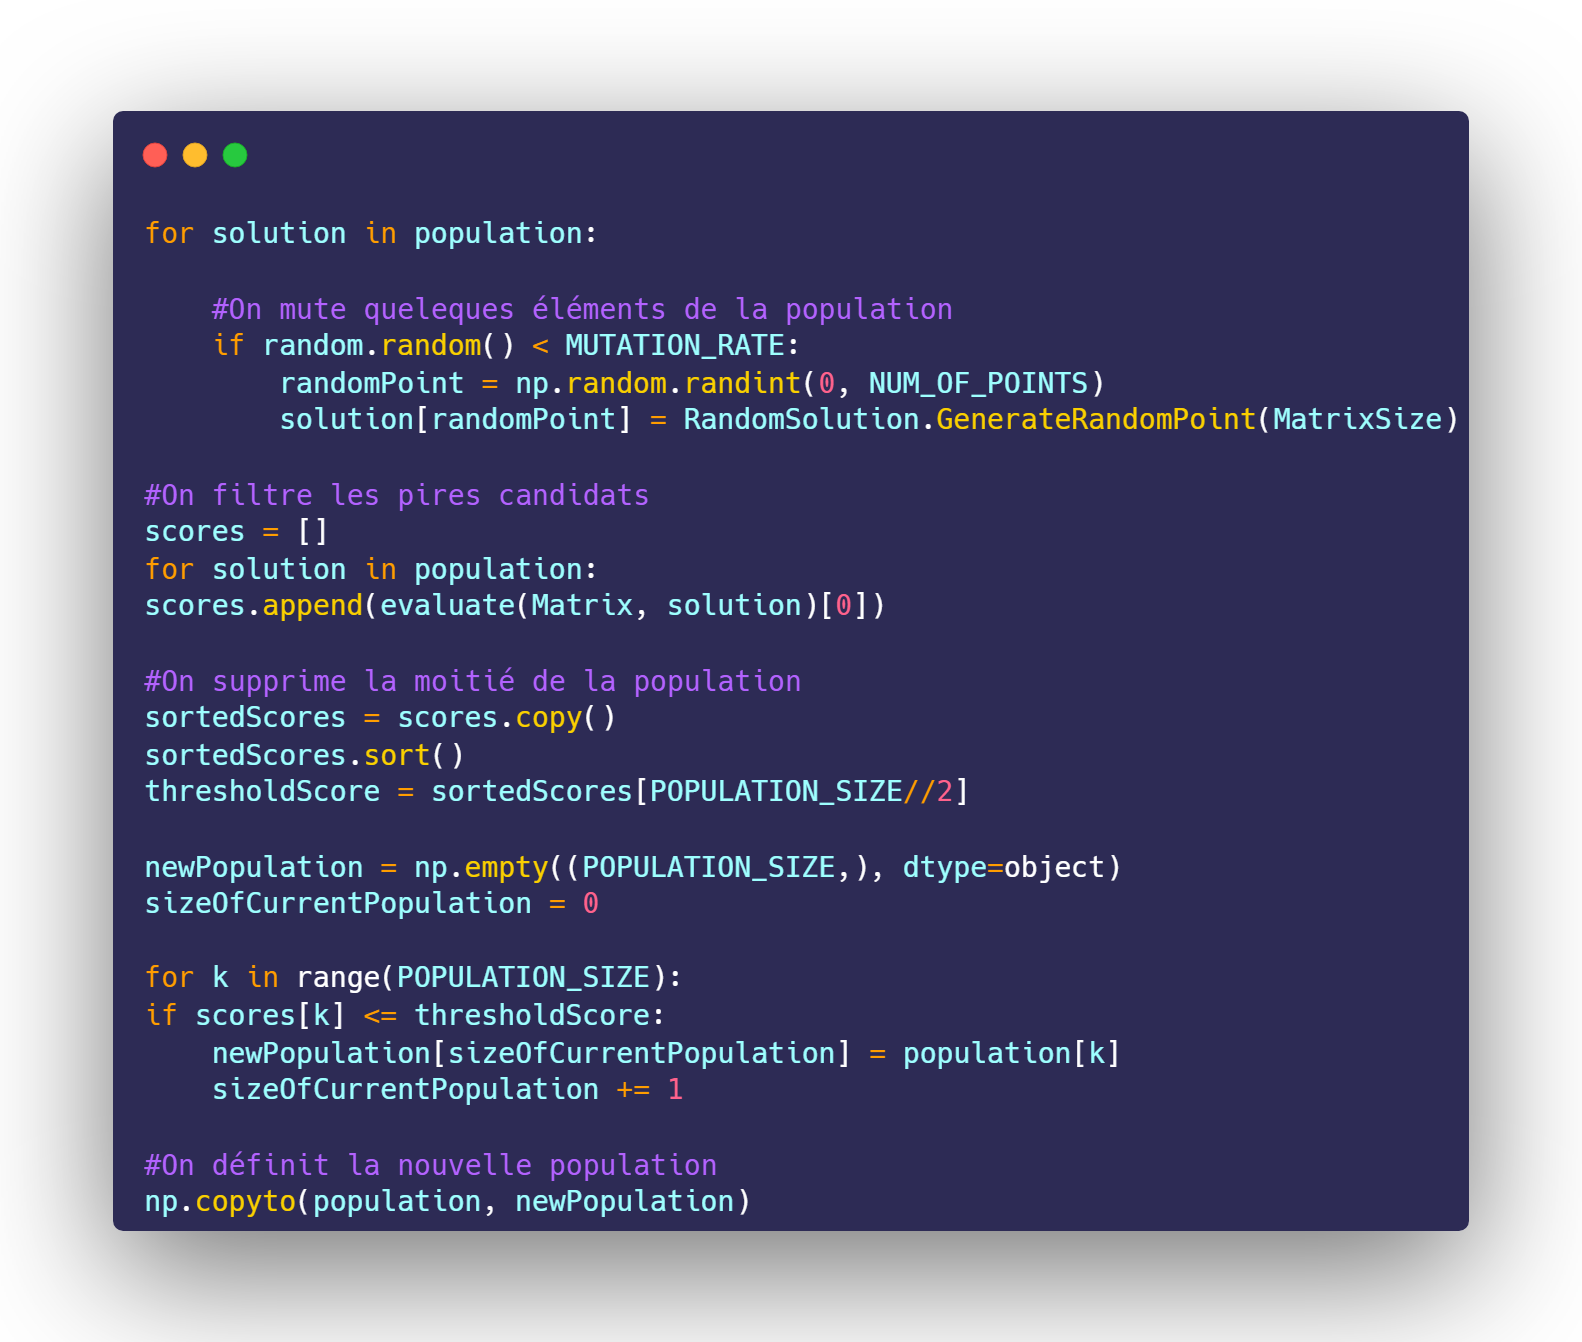 for solution in population:
#On mute queleques éléments de la population
if random.random() < MUTATION_RATE:
randomPoint = np.random.randint(0, NUM_OF_POINTS)
solution[randomPoint] = RandomSolution.GenerateRandomPoint(MatrixSize)
#On filtre les pires candidats
scores = []
for solution in population:
scores.append(evaluate(Matrix, solution)[0])
#On supprime la moitié de la population
sortedScores = scores.copy()
sortedScores.sort()
thresholdScore = sortedScores[POPULATION_SIZE//2]
newPopulation = np.empty((POPULATION_SIZE,), dtype=object)
sizeOfCurrentPopulation = 0
for k in range(POPULATION_SIZE):
if scores[k] <= thresholdScore:
newPopulation[sizeOfCurrentPopulation] = population[k]
sizeOfCurrentPopulation += 1
#On définit la nouvelle population
np.copyto(population, newPopulation)